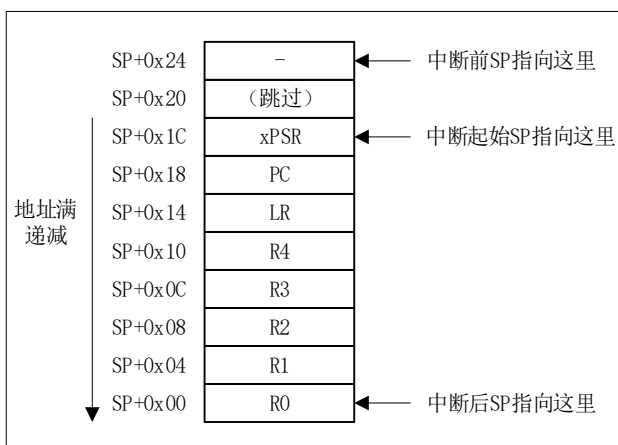 SP+0x24 - 中断前SP指向这里
SP+0x20 （跳过）
SP+0x1C xPSR 中断起始SP指向这里
SP+0x18 PC
地址满
递减
SP+0x14 LR
SP+0x10 R4
SP+0x0C R3
SP+0x08 R2
SP+0x04 R1
SP+0x00 R0 中断后SP指向这里